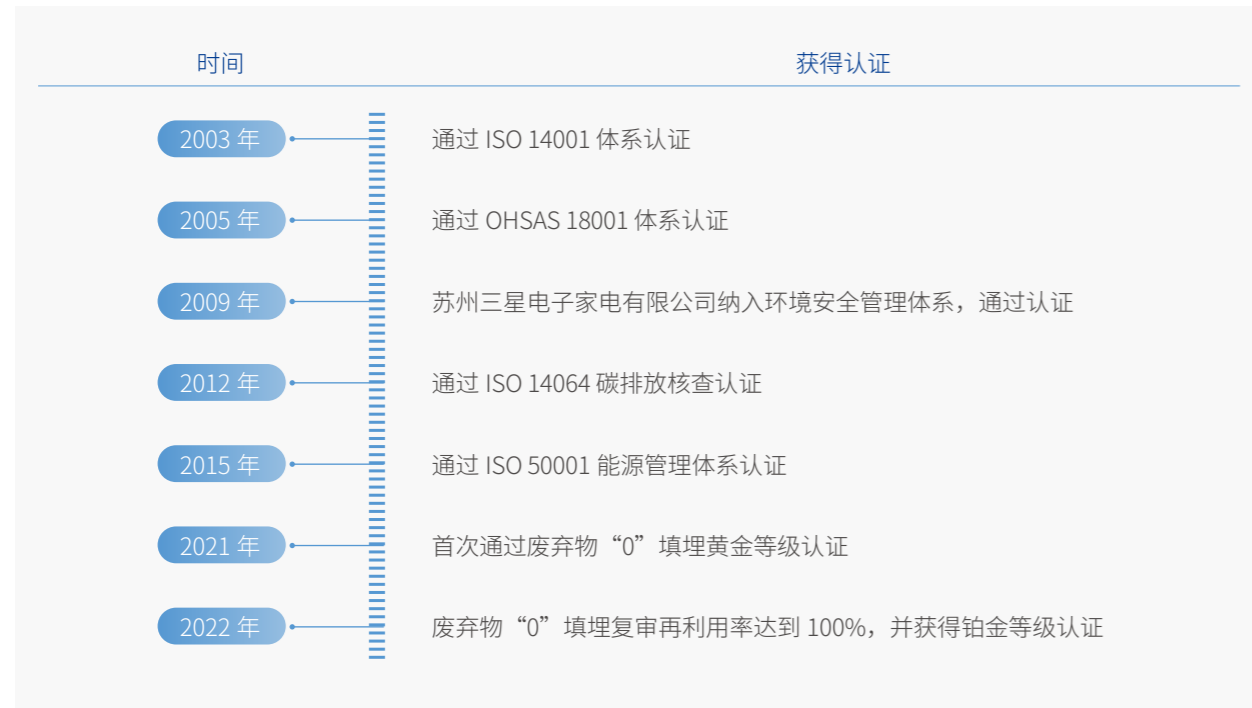 时间 获得认证
2003 年 通过 ISO 14001 体系认证
2005 年 通过 OHSAS 18001 体系认证
2009 年 苏州三星电子家电有限公司纳入环境安全管理体系，通过认证
2012 年 通过 ISO 14064 碳排放核查认证
2015 年 通过 ISO 50001 能源管理体系认证
2021 年 首次通过废弃物“0”填埋黄金等级认证
2022 年 废弃物“0”填埋复审再利用率达到 100%，并获得铂金等级认证